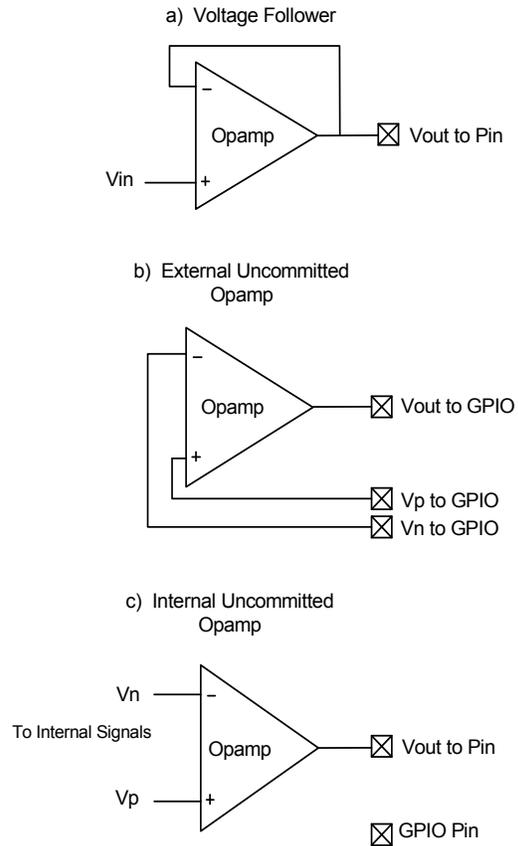 a) Voltage Follower
−
Opamp
Vout to Pin
Vin
+
b) External Uncommitted
Opamp
−
Opamp
Vout to GPIO
+
Vp to GPIO
Vn to GPIO
c) Internal Uncommitted
Opamp
Vn
−
To Internal Signals
Opamp
Vout to Pin
Vp
+
GPIO Pin